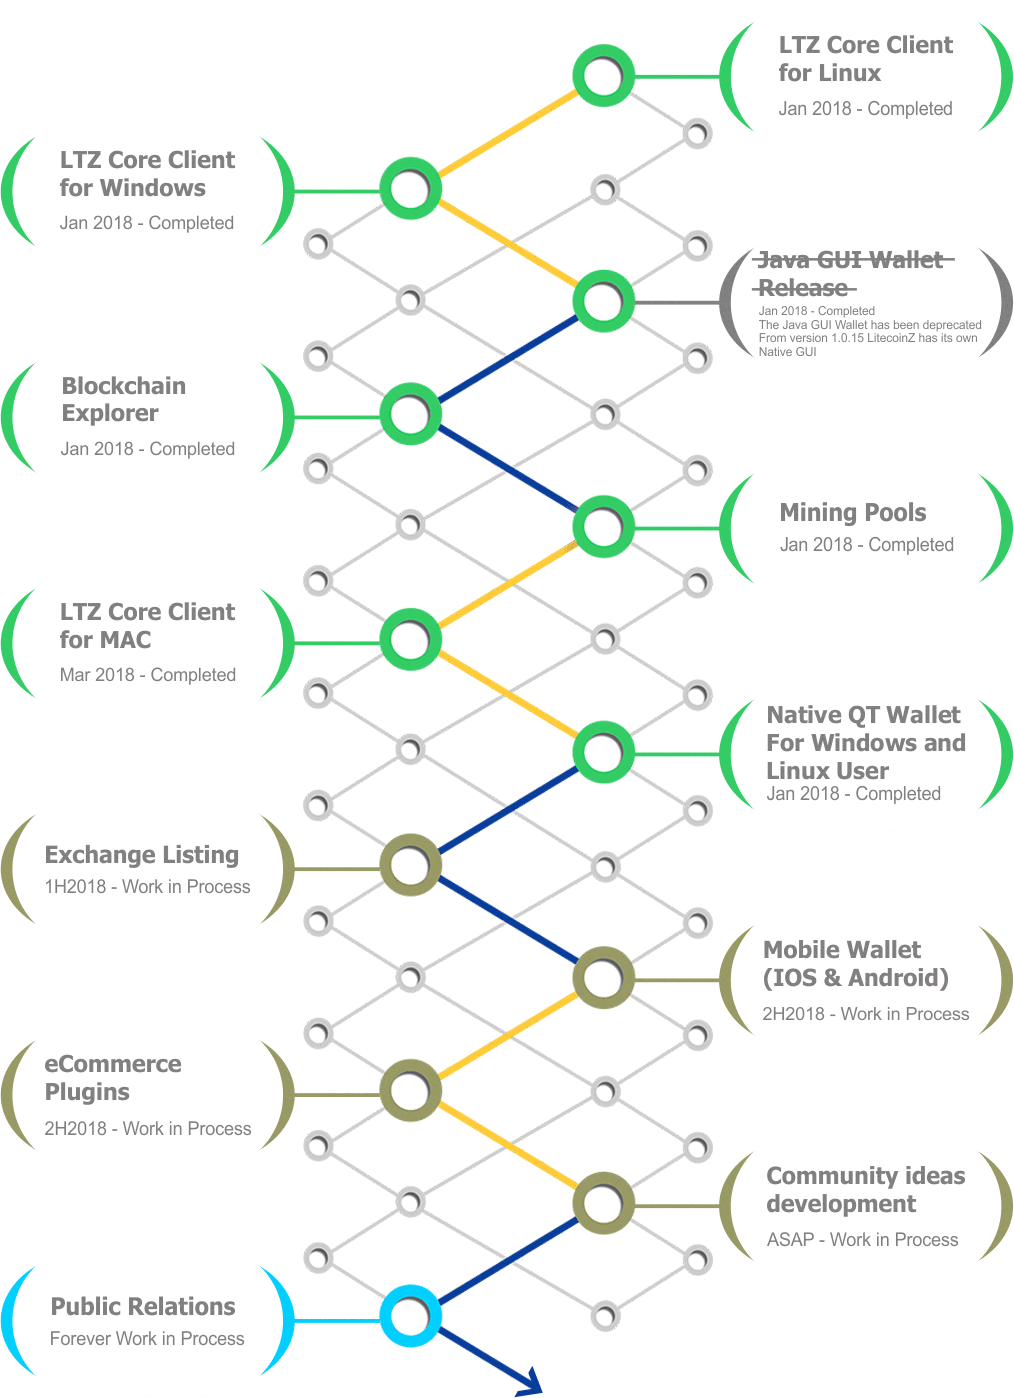 LTZ Core Client
for Linux
Jan 2018 - Completed
LTZ Core Client
for Windows
Jan 2018 - Completed
Java GUI Wallet
Release
Jan 2018 - Completed
The Java GUI Wallet has been deprecated
From version 1.0.15 LitecoinZ has its own
Native GUI
Blockchain
Explorer
Jan 2018 - Completed
Mining Pools
Jan 2018 - Completed
LTZ Core Client
for MAC
Mar 2018 - Completed
Native QT Wallet
For Windows and
Linux User
Jan 2018 - Completed
Exchange Listing
1H2018 - Work in Process
Mobile Wallet
(IOS & Android)
2H2018 - Work in Process
eCommerce
Plugins
2H2018 - Work in Process
Community ideas
development
ASAP - Work in Process
Public Relations
Forever Work in Process